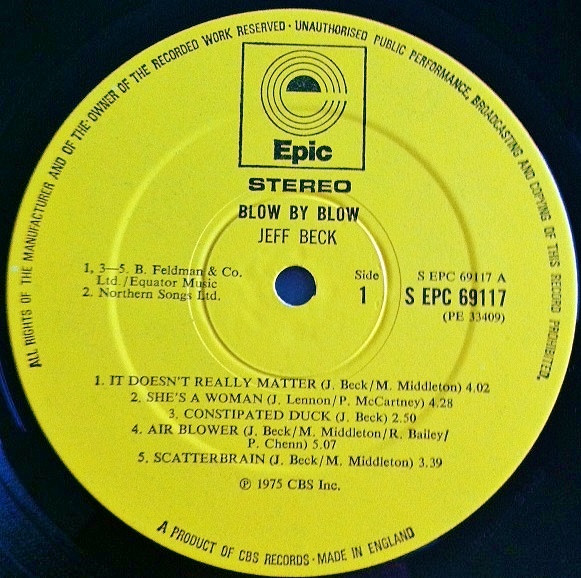 ALL RIGHTS OF THE MANUFACTURER AND OF THE OWNER OF THE RECORDED WORK RESERVED · UNAUTHORISED PUBLIC PERFORMANCE, BROADCASTING AND COPYING OF THIS RECORD PROHIBITED.
Epic
STEREO
BLOW BY BLOW
JEFF BECK
1, 3—5. B. Feldman & Co.
Ltd./Equator Music
2. Northern Songs Ltd.
Side
1
S EPC 69117 A
S EPC 69117
(PE 33409)
1. IT DOESN'T REALLY MATTER (J. Beck/M. Middleton) 4.02
2. SHE'S A WOMAN (J. Lennon/P. McCartney) 4.28
3. CONSTIPATED DUCK (J. Beck) 2.50
4. AIR BLOWER (J. Beck/M. Middleton/R. Bailey/
P. Chenn) 5.07
5. SCATTERBRAIN (J. Beck/M. Middleton) 3.39
℗ 1975 CBS Inc.
A PRODUCT OF CBS RECORDS · MADE IN ENGLAND